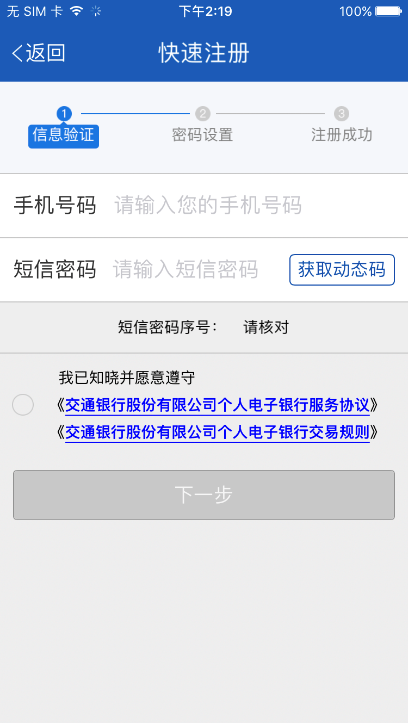 无 SIM 卡 下午2:19 100%
返回 快速注册
1 2 3
信息验证 密码设置 注册成功
手机号码 请输入您的手机号码
短信密码 请输入短信密码 获取动态码
短信密码序号： 请核对
我已知晓并愿意遵守
《交通银行股份有限公司个人电子银行服务协议》
《交通银行股份有限公司个人电子银行交易规则》
下一步